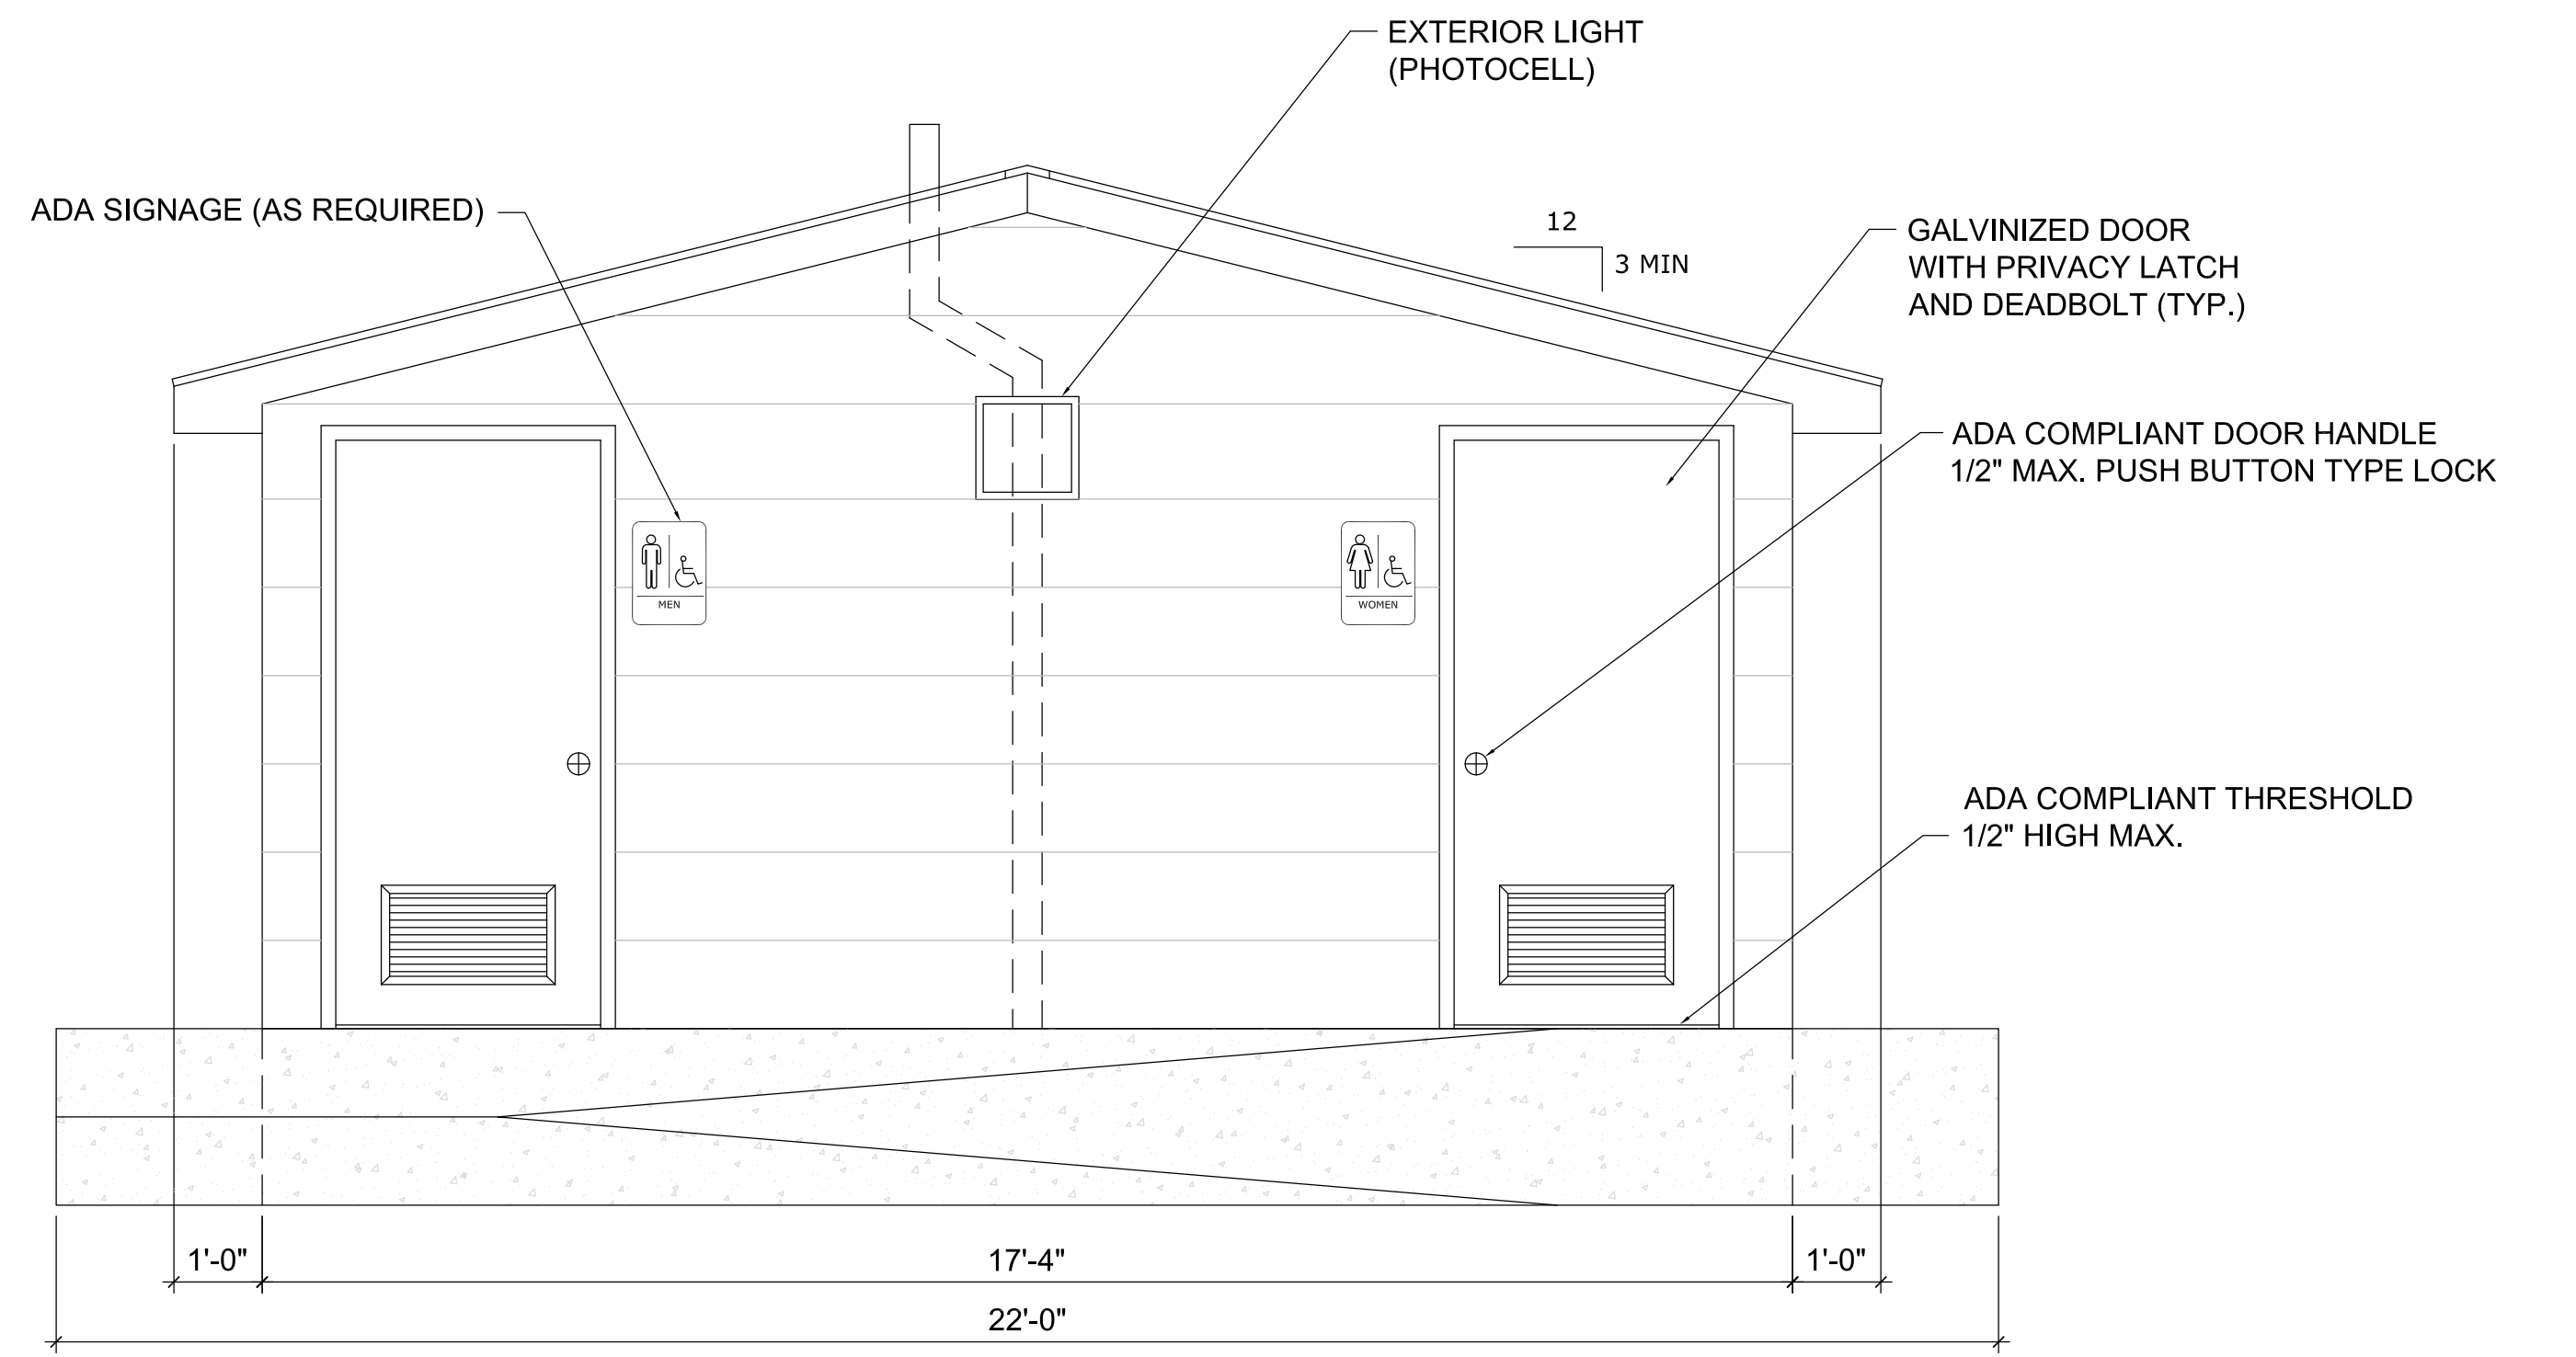 EXTERIOR LIGHT
(PHOTOCELL)
ADA SIGNAGE (AS REQUIRED)
12
3 MIN
GALVINIZED DOOR
WITH PRIVACY LATCH
AND DEADBOLT (TYP.)
ADA COMPLIANT DOOR HANDLE
1/2" MAX. PUSH BUTTON TYPE LOCK
MEN
WOMEN
ADA COMPLIANT THRESHOLD
1/2" HIGH MAX.
1'-0"
17'-4"
1'-0"
22'-0"